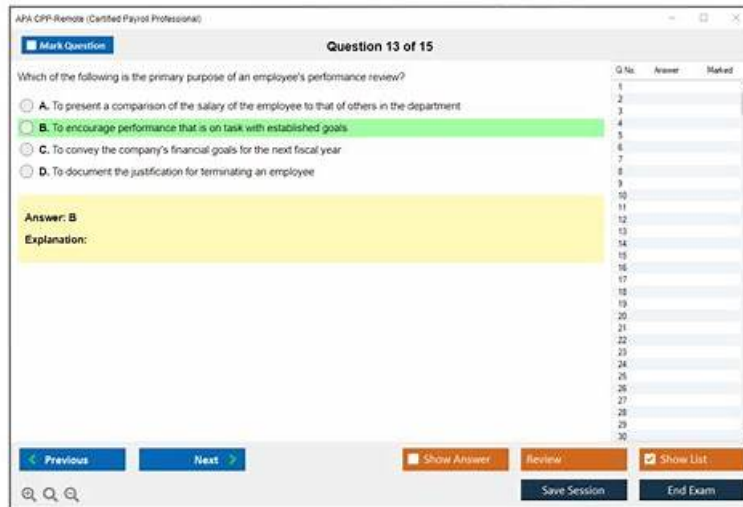 APA CPP-Remote (Certified Payroll Professional)
Mark Question
Question 13 of 15
Which of the following is the primary purpose of an employee's performance review?
A. To present a comparison of the salary of the employee to that of others in the department
B. To encourage performance that is on task with established goals
C. To convey the company's financial goals for the next fiscal year
D. To document the justification for terminating an employee
Answer: B
Explanation:
Q.No. Answer Marked
1
2
3
4
5
6
7
8
9
10
11
12
13
14
15
16
17
18
19
20
21
22
23
24
25
26
27
28
29
30
Previous
Next
Show Answer
Review
Show List
Save Session
End Exam